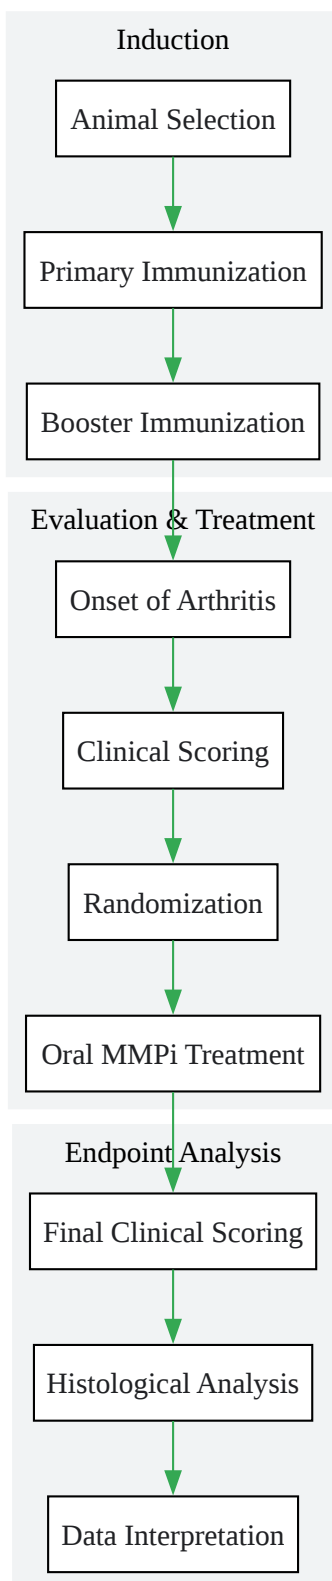 Induction
Animal Selection
Primary Immunization
Booster Immunization
Evaluation & Treatment
Onset of Arthritis
Clinical Scoring
Randomization
Oral MMPi Treatment
Endpoint Analysis
Final Clinical Scoring
Histological Analysis
Data Interpretation